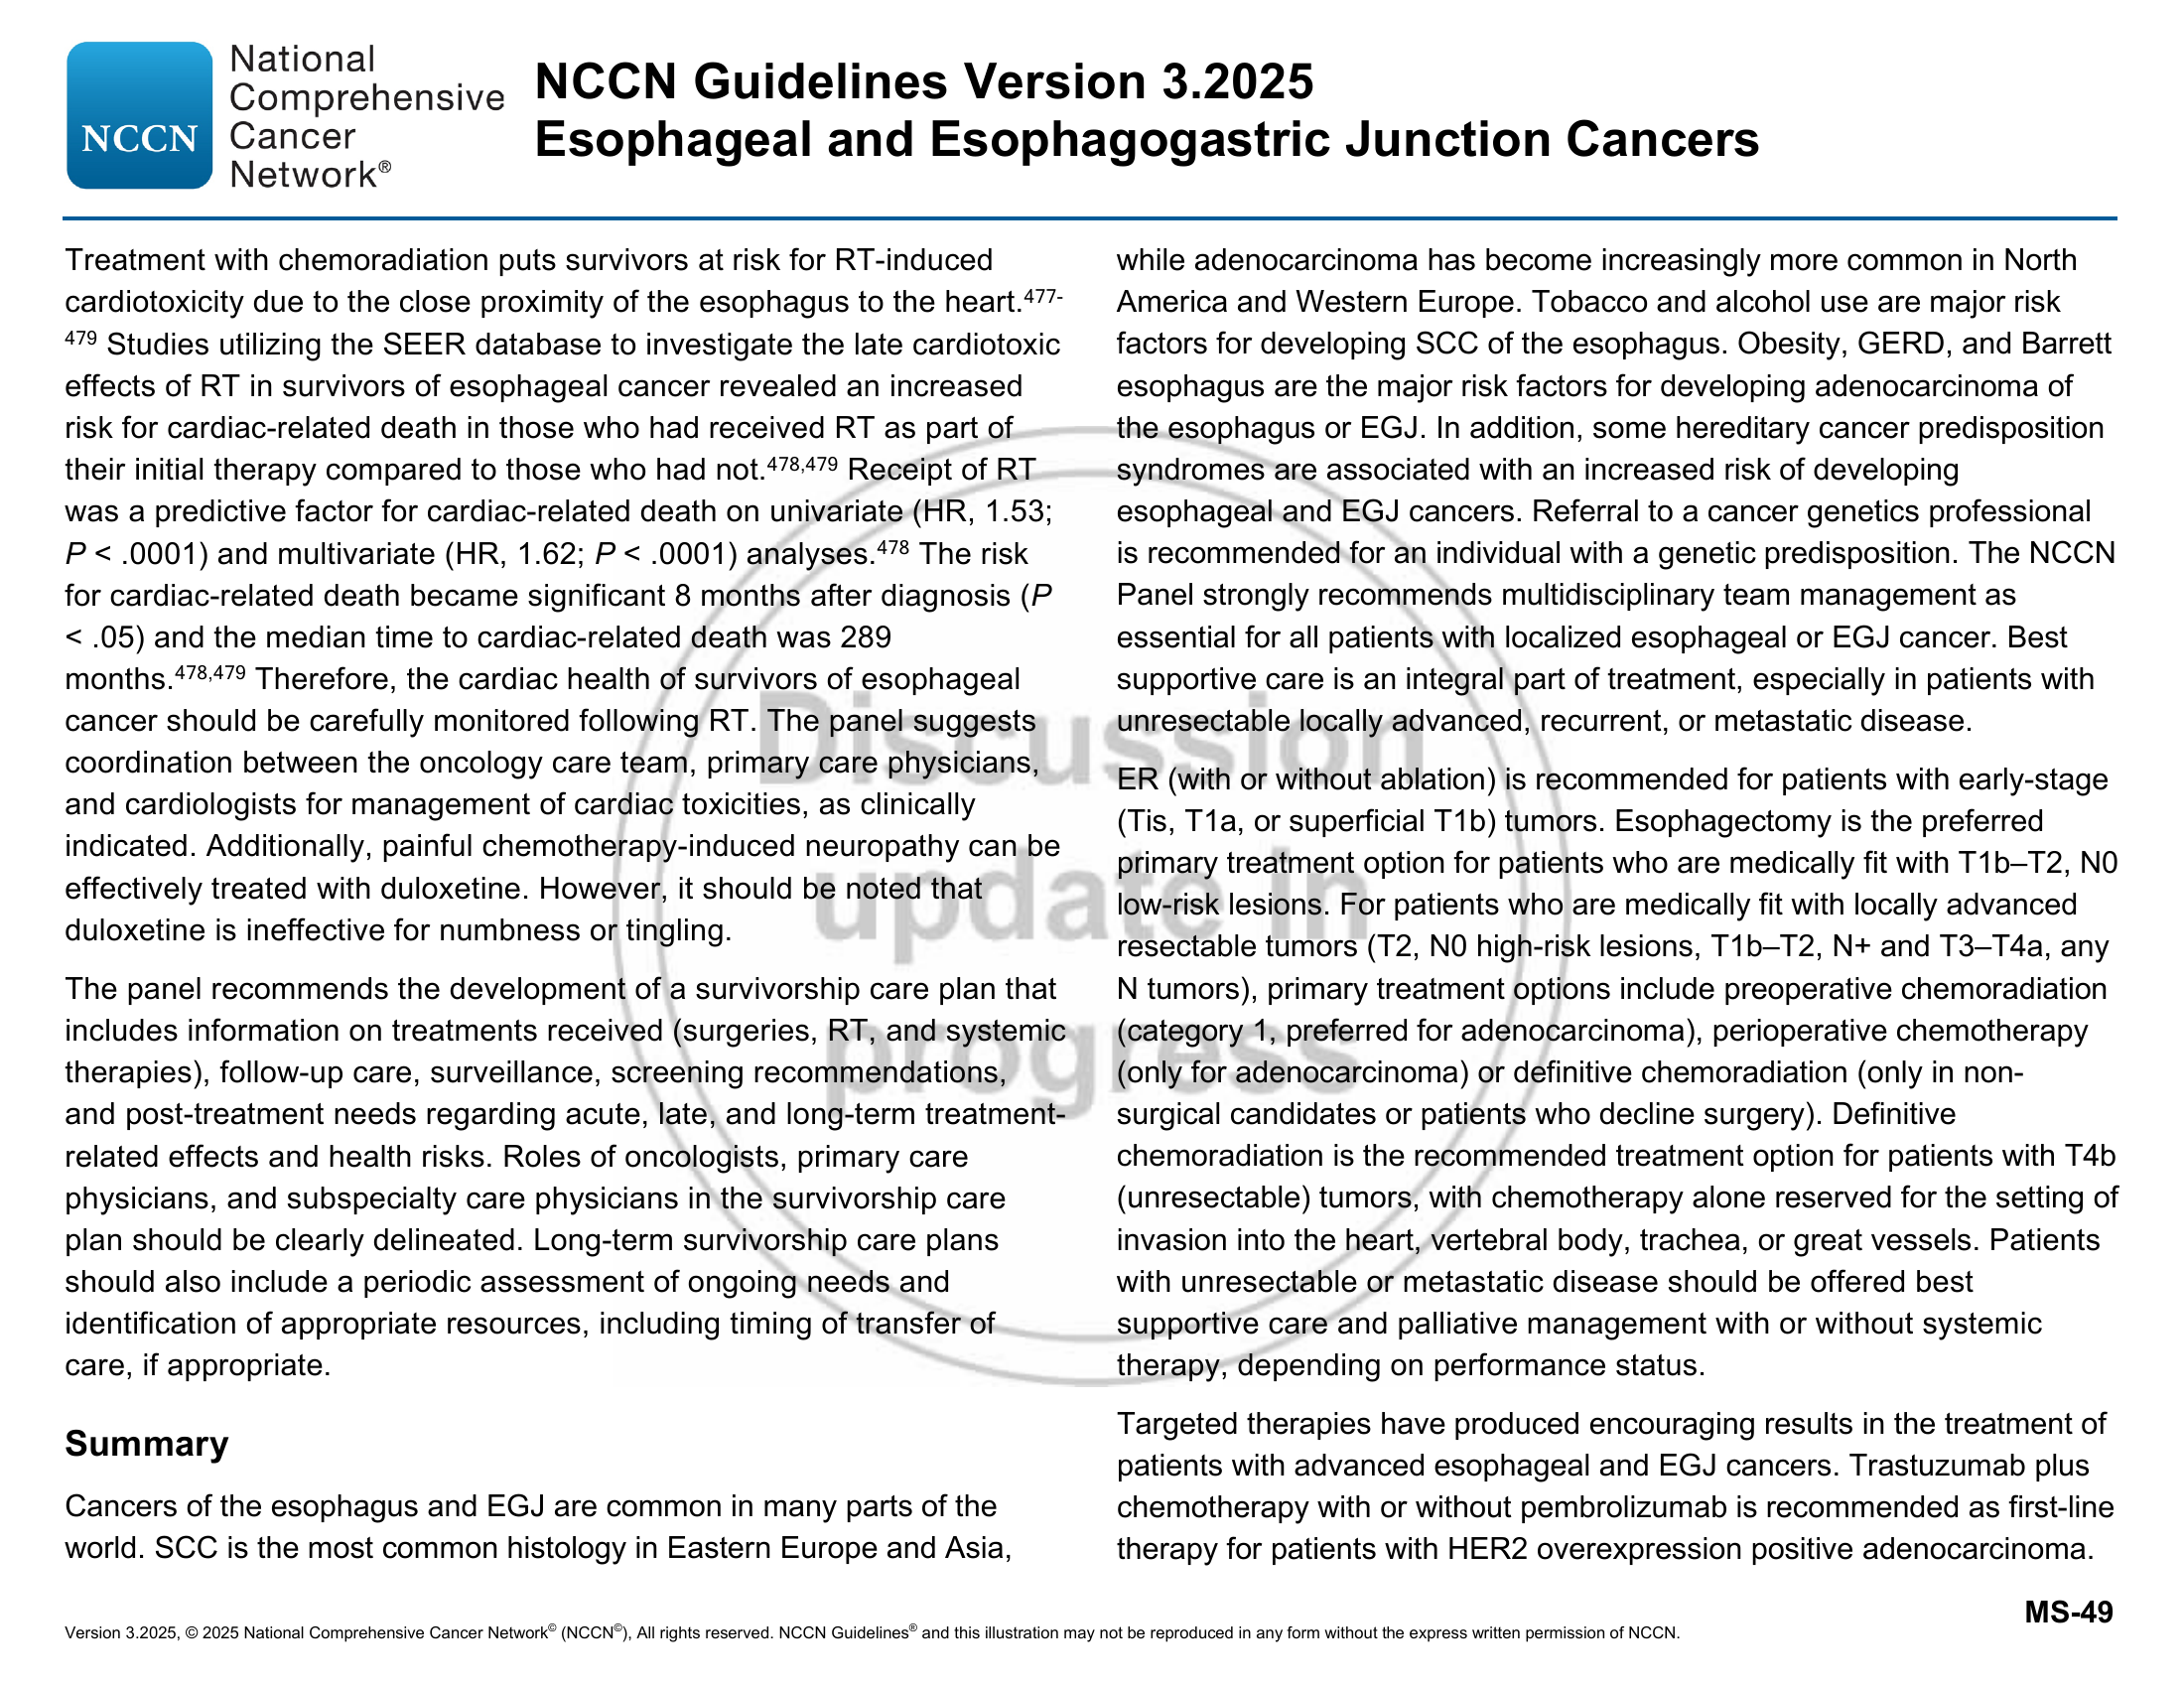 NCCN
National
Comprehensive
Cancer
Network®
NCCN Guidelines Version 3.2025
Esophageal and Esophagogastric Junction Cancers
Treatment with chemoradiation puts survivors at risk for RT-induced
cardiotoxicity due to the close proximity of the esophagus to the heart.477-
479 Studies utilizing the SEER database to investigate the late cardiotoxic
effects of RT in survivors of esophageal cancer revealed an increased
risk for cardiac-related death in those who had received RT as part of
their initial therapy compared to those who had not.478,479 Receipt of RT
was a predictive factor for cardiac-related death on univariate (HR, 1.53;
P < .0001) and multivariate (HR, 1.62; P < .0001) analyses.478 The risk
for cardiac-related death became significant 8 months after diagnosis (P
< .05) and the median time to cardiac-related death was 289
months.478,479 Therefore, the cardiac health of survivors of esophageal
cancer should be carefully monitored following RT. The panel suggests
coordination between the oncology care team, primary care physicians,
and cardiologists for management of cardiac toxicities, as clinically
indicated. Additionally, painful chemotherapy-induced neuropathy can be
effectively treated with duloxetine. However, it should be noted that
duloxetine is ineffective for numbness or tingling.
The panel recommends the development of a survivorship care plan that
includes information on treatments received (surgeries, RT, and systemic
therapies), follow-up care, surveillance, screening recommendations,
and post-treatment needs regarding acute, late, and long-term treatment-
related effects and health risks. Roles of oncologists, primary care
physicians, and subspecialty care physicians in the survivorship care
plan should be clearly delineated. Long-term survivorship care plans
should also include a periodic assessment of ongoing needs and
identification of appropriate resources, including timing of transfer of
care, if appropriate.
Summary
Cancers of the esophagus and EGJ are common in many parts of the
world. SCC is the most common histology in Eastern Europe and Asia,
while adenocarcinoma has become increasingly more common in North
America and Western Europe. Tobacco and alcohol use are major risk
factors for developing SCC of the esophagus. Obesity, GERD, and Barrett
esophagus are the major risk factors for developing adenocarcinoma of
the esophagus or EGJ. In addition, some hereditary cancer predisposition
syndromes are associated with an increased risk of developing
esophageal and EGJ cancers. Referral to a cancer genetics professional
is recommended for an individual with a genetic predisposition. The NCCN
Panel strongly recommends multidisciplinary team management as
essential for all patients with localized esophageal or EGJ cancer. Best
supportive care is an integral part of treatment, especially in patients with
unresectable locally advanced, recurrent, or metastatic disease.
ER (with or without ablation) is recommended for patients with early-stage
(Tis, T1a, or superficial T1b) tumors. Esophagectomy is the preferred
primary treatment option for patients who are medically fit with T1b–T2, N0
low-risk lesions. For patients who are medically fit with locally advanced
resectable tumors (T2, N0 high-risk lesions, T1b–T2, N+ and T3–T4a, any
N tumors), primary treatment options include preoperative chemoradiation
(category 1, preferred for adenocarcinoma), perioperative chemotherapy
(only for adenocarcinoma) or definitive chemoradiation (only in non-
surgical candidates or patients who decline surgery). Definitive
chemoradiation is the recommended treatment option for patients with T4b
(unresectable) tumors, with chemotherapy alone reserved for the setting of
invasion into the heart, vertebral body, trachea, or great vessels. Patients
with unresectable or metastatic disease should be offered best
supportive care and palliative management with or without systemic
therapy, depending on performance status.
Targeted therapies have produced encouraging results in the treatment of
patients with advanced esophageal and EGJ cancers. Trastuzumab plus
chemotherapy with or without pembrolizumab is recommended as first-line
therapy for patients with HER2 overexpression positive adenocarcinoma.
Discussion
update in
progress
MS-49
Version 3.2025, © 2025 National Comprehensive Cancer Network© (NCCN©), All rights reserved. NCCN Guidelines® and this illustration may not be reproduced in any form without the express written permission of NCCN.